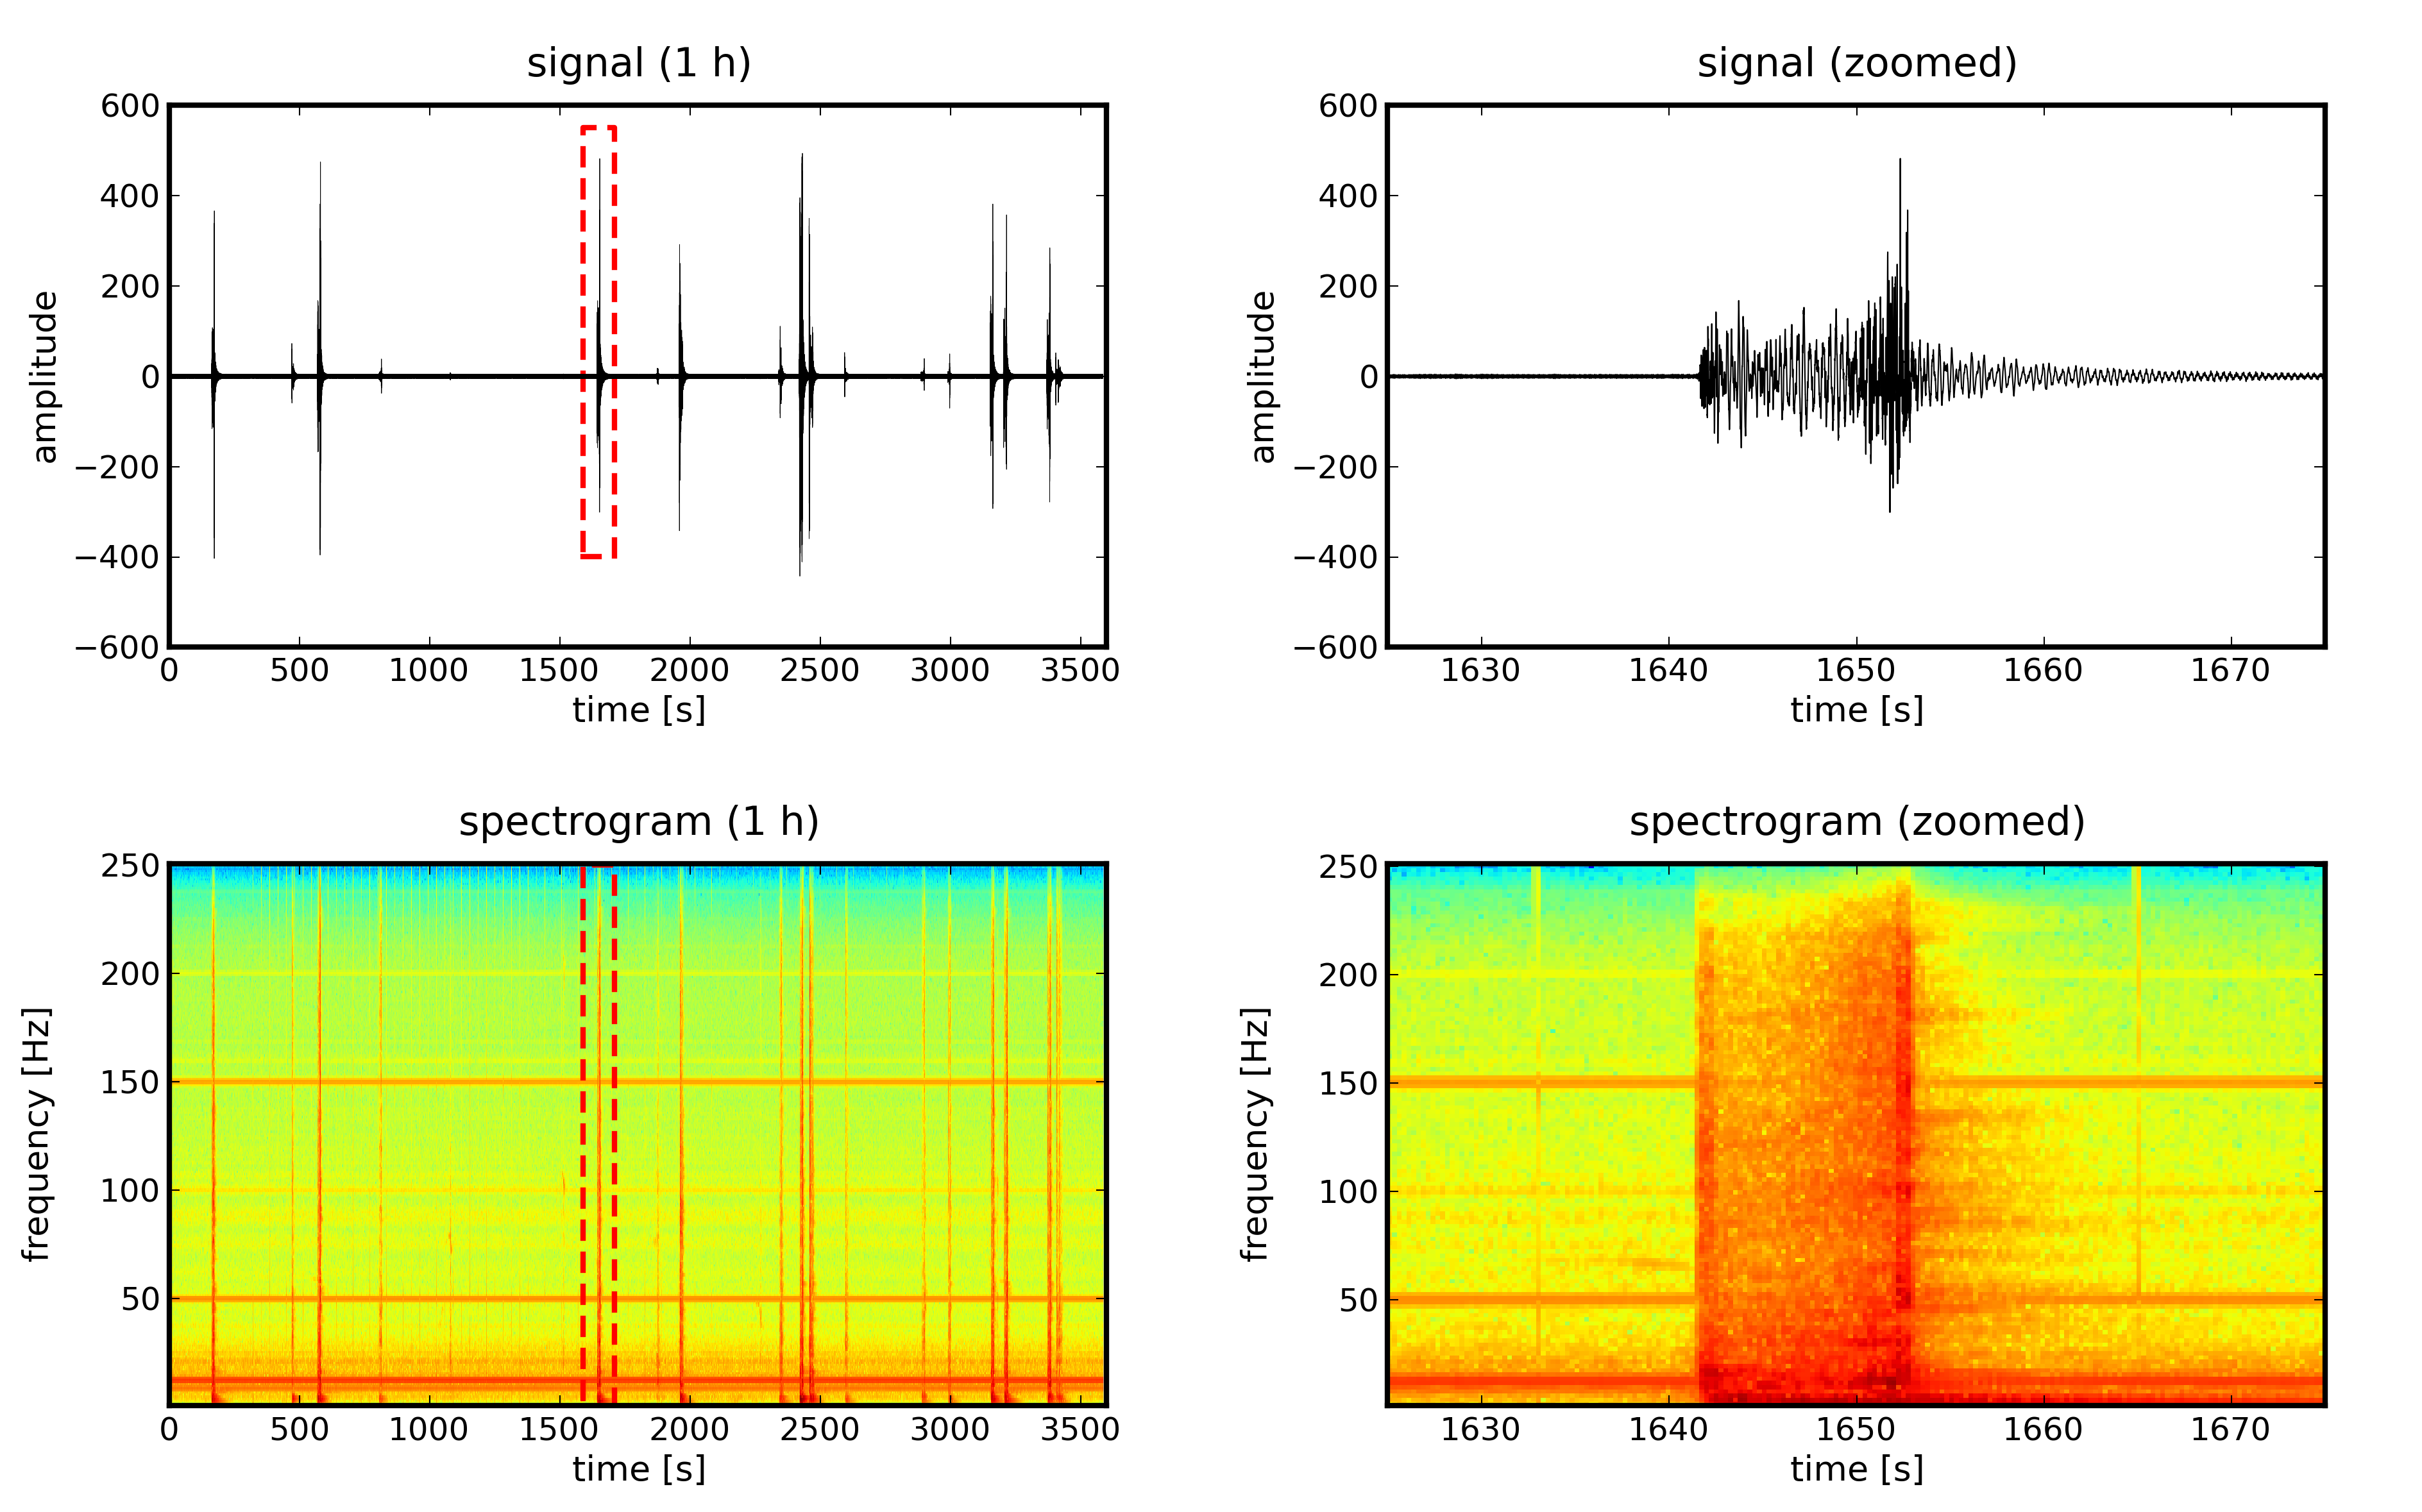 signal (1 h)
600
400
200
0
−200
−400
−600
amplitude
0 500 1000 1500 2000 2500 3000 3500
time [s]
signal (zoomed)
600
400
200
0
−200
−400
−600
amplitude
1630 1640 1650 1660 1670
time [s]
spectrogram (1 h)
250
200
150
100
50
frequency [Hz]
0 500 1000 1500 2000 2500 3000 3500
time [s]
spectrogram (zoomed)
250
200
150
100
50
frequency [Hz]
1630 1640 1650 1660 1670
time [s]